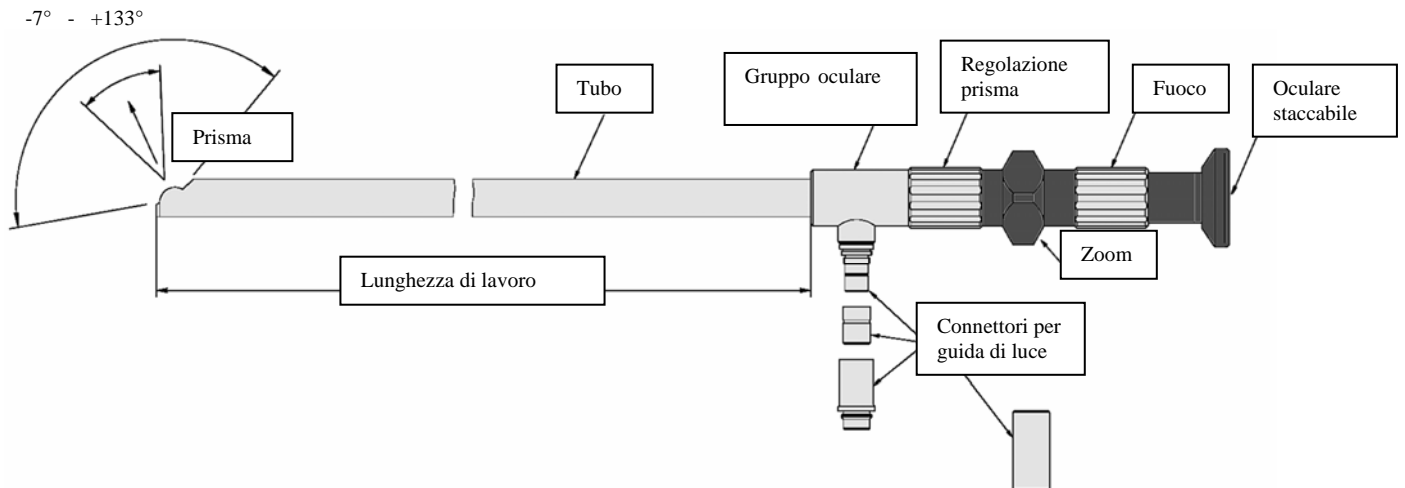 -7° - +133°
Prisma
Tubo
Gruppo oculare
Regolazione
prisma
Fuoco
Oculare
staccabile
Zoom
Lunghezza di lavoro
Connettori per
guida di luce